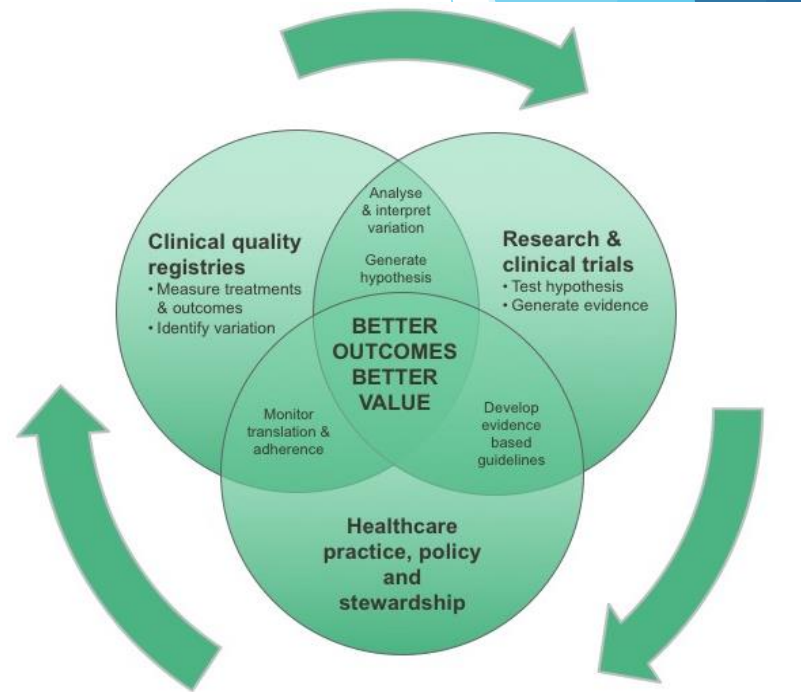 Clinical quality
registries
• Measure treatments
& outcomes
• Identify variation
Analyse
& interpret
variation
Generate
hypothesis
Research &
clinical trials
• Test hypothesis
• Generate evidence
BETTER
OUTCOMES
BETTER
VALUE
Monitor
translation &
adherence
Develop
evidence
based
guidelines
Healthcare
practice, policy
and
stewardship